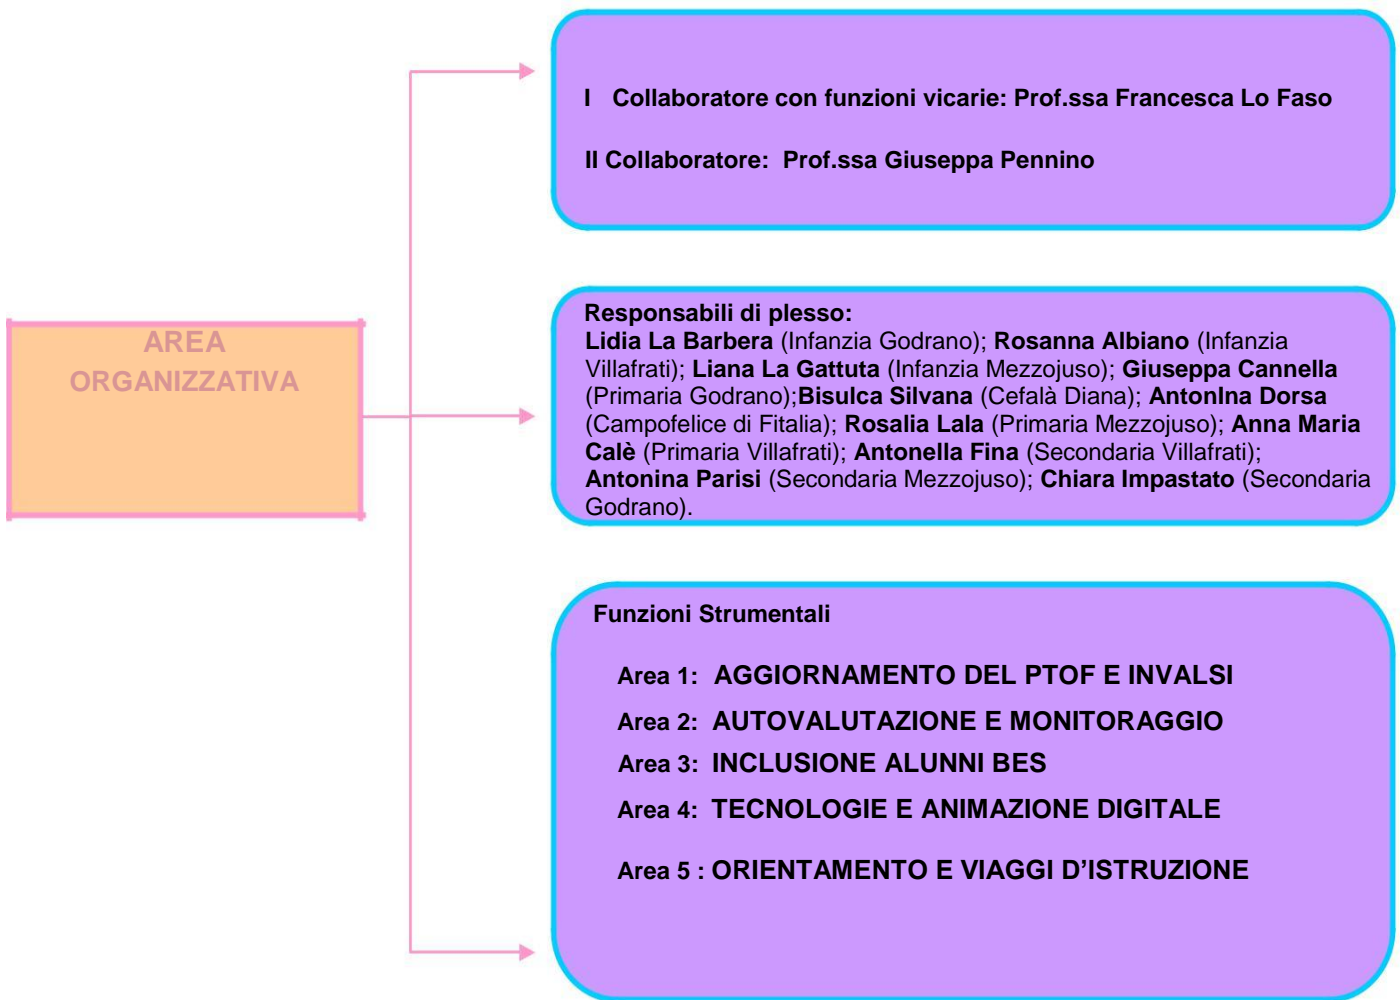 I Collaboratore con funzioni vicarie: Prof.ssa Francesca Lo Faso
II Collaboratore: Prof.ssa Giuseppa Pennino
AREA
ORGANIZZATIVA
Responsabili di plesso:
Lidia La Barbera (Infanzia Godrano); Rosanna Albiano (Infanzia
Villafrati); Liana La Gattuta (Infanzia Mezzojuso); Giuseppa Cannella
(Primaria Godrano);Bisulca Silvana (Cefalà Diana); AntonIna Dorsa
(Campofelice di Fitalia); Rosalia Lala (Primaria Mezzojuso); Anna Maria
Calè (Primaria Villafrati); Antonella Fina (Secondaria Villafrati);
Antonina Parisi (Secondaria Mezzojuso); Chiara Impastato (Secondaria
Godrano).
Funzioni Strumentali
Area 1: AGGIORNAMENTO DEL PTOF E INVALSI
Area 2: AUTOVALUTAZIONE E MONITORAGGIO
Area 3: INCLUSIONE ALUNNI BES
Area 4: TECNOLOGIE E ANIMAZIONE DIGITALE
Area 5 : ORIENTAMENTO E VIAGGI D’ISTRUZIONE